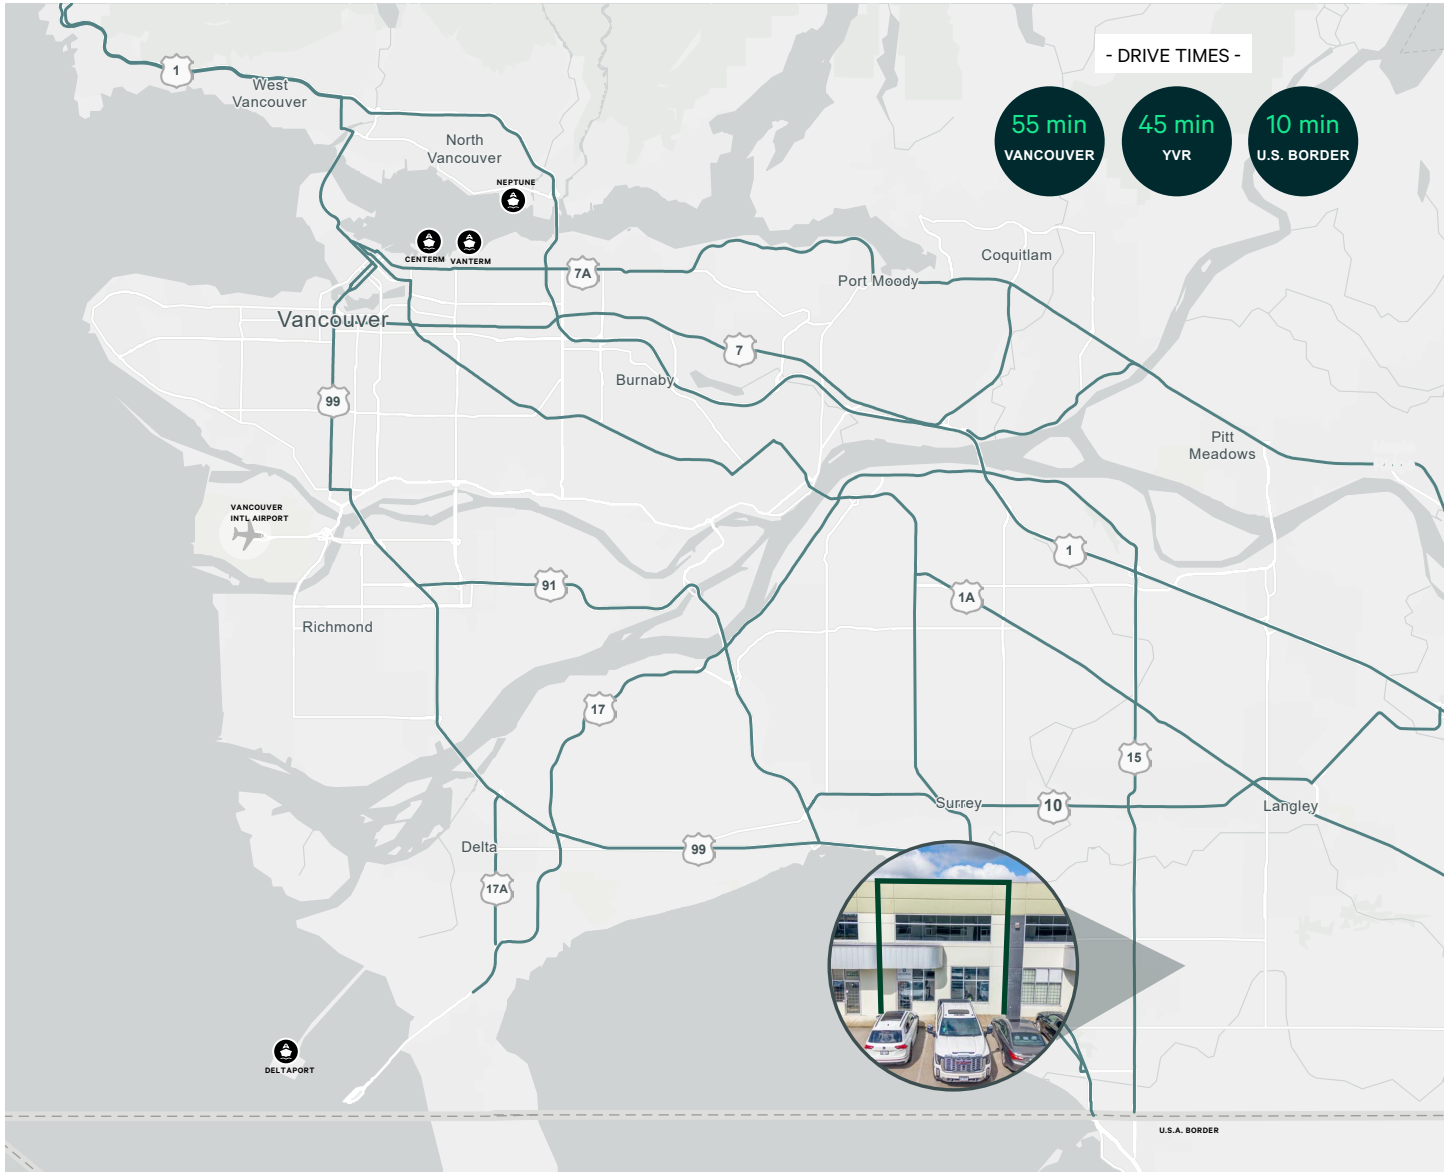 - DRIVE TIMES -
55 min
VANCOUVER
45 min
YVR
10 min
U.S. BORDER
1
West
Vancouver
North
Vancouver
NEPTUNE
CENTERM
VANTERM
7A
Coquitlam
Port Moody
Vancouver
7
Burnaby
99
Pitt
Meadows
VANCOUVER
INTL AIRPORT
1
91
1A
Richmond
17
15
Surrey
10
Langley
Delta
99
17A
DELTAPORT
U.S.A. BORDER